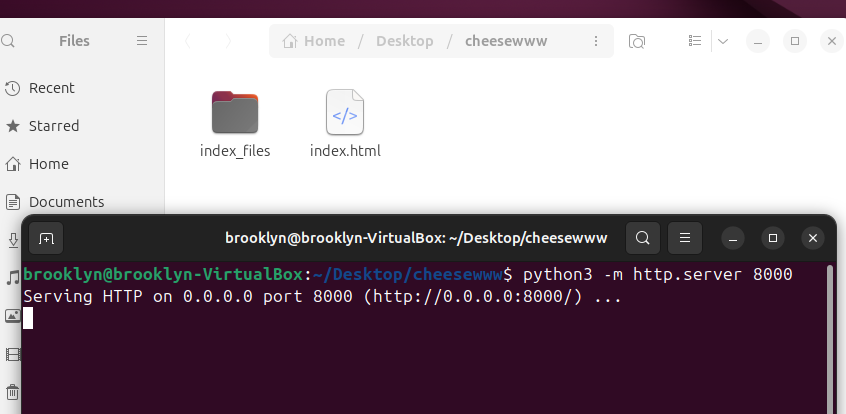 Files
Home / Desktop / cheesewww
Recent
Starred
Home
Documents
index_files
</>
index.html
brooklyn@brooklyn-VirtualBox: ~/Desktop/cheesewww
brooklyn@brooklyn-VirtualBox:~/Desktop/cheesewww$ python3 -m http.server 8000
Serving HTTP on 0.0.0.0 port 8000 (http://0.0.0.0:8000/) ...